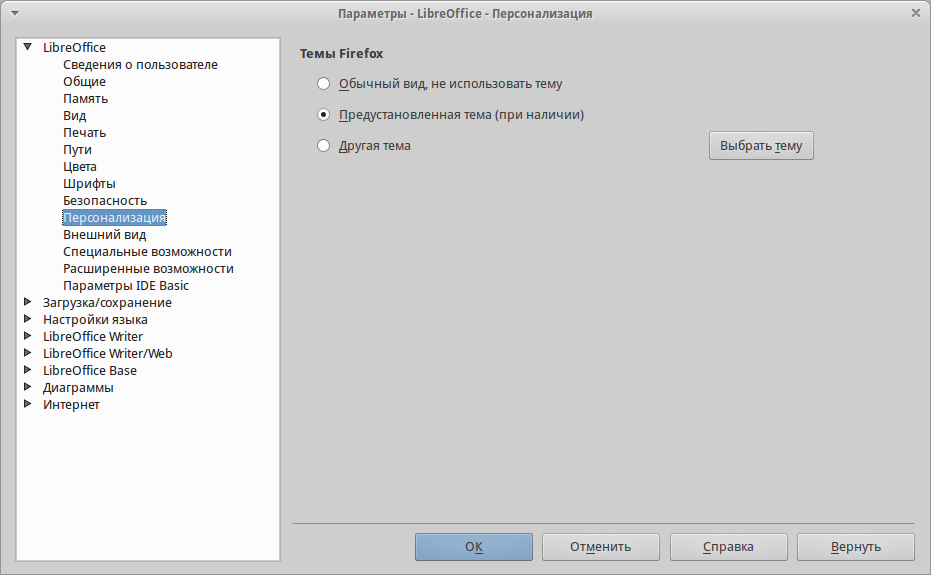 Параметры - LibreOffice - Персонализация
LibreOffice
Сведения о пользователе
Общие
Память
Вид
Печать
Пути
Цвета
Шрифты
Безопасность
Персонализация
Внешний вид
Специальные возможности
Расширенные возможности
Параметры IDE Basic
Загрузка/сохранение
Настройки языка
LibreOffice Writer
LibreOffice Writer/Web
LibreOffice Base
Диаграммы
Интернет
Темы Firefox
Обычный вид, не использовать тему
Предустановленная тема (при наличии)
Другая тема
Выбрать тему
OK
Отменить
Справка
Вернуть